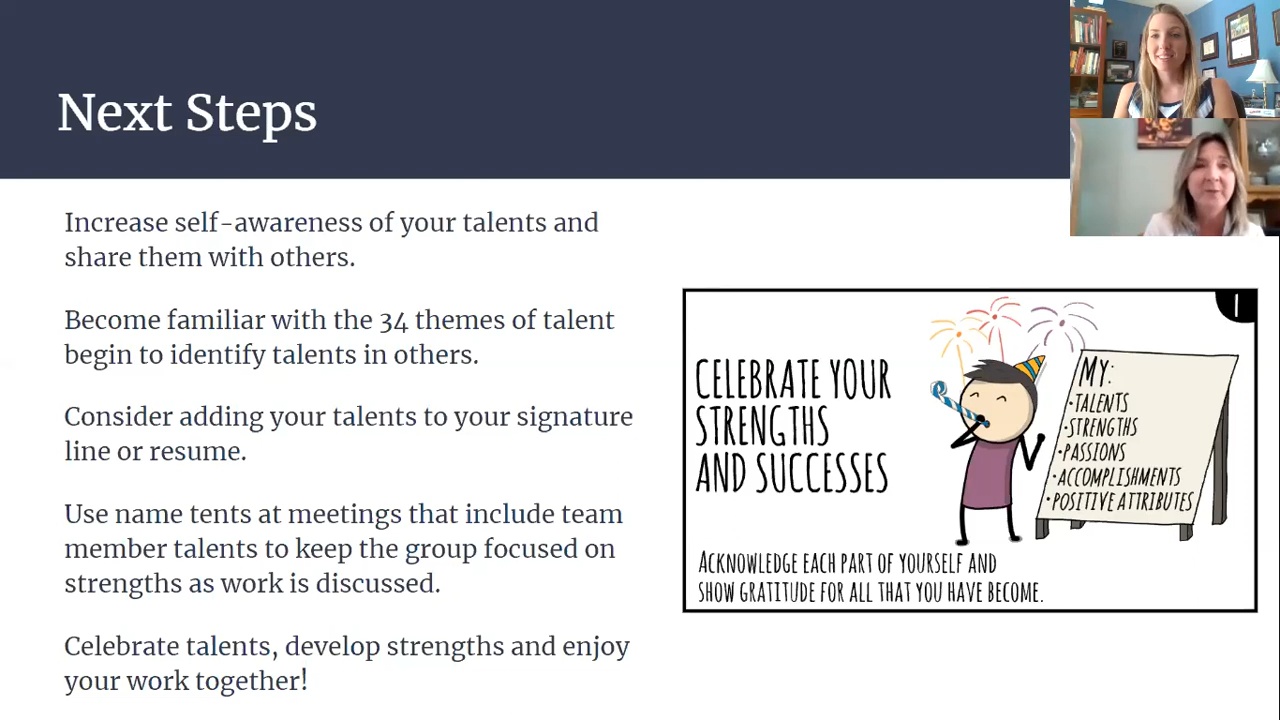 Next Steps
Increase self-awareness of your talents and
share them with others.
Become familiar with the 34 themes of talent
begin to identify talents in others.
Consider adding your talents to your signature
line or resume.
Use name tents at meetings that include team
member talents to keep the group focused on
strengths as work is discussed.
Celebrate talents, develop strengths and enjoy
your work together!
1
CELEBRATE YOUR
STRENGTHS
AND SUCCESSES
MY:
•TALENTS
•STRENGTHS
•PASSIONS
•ACCOMPLISHMENTS
•POSITIVE ATTRIBUTES
ACKNOWLEDGE EACH PART OF YOURSELF AND
SHOW GRATITUDE FOR ALL THAT YOU HAVE BECOME.